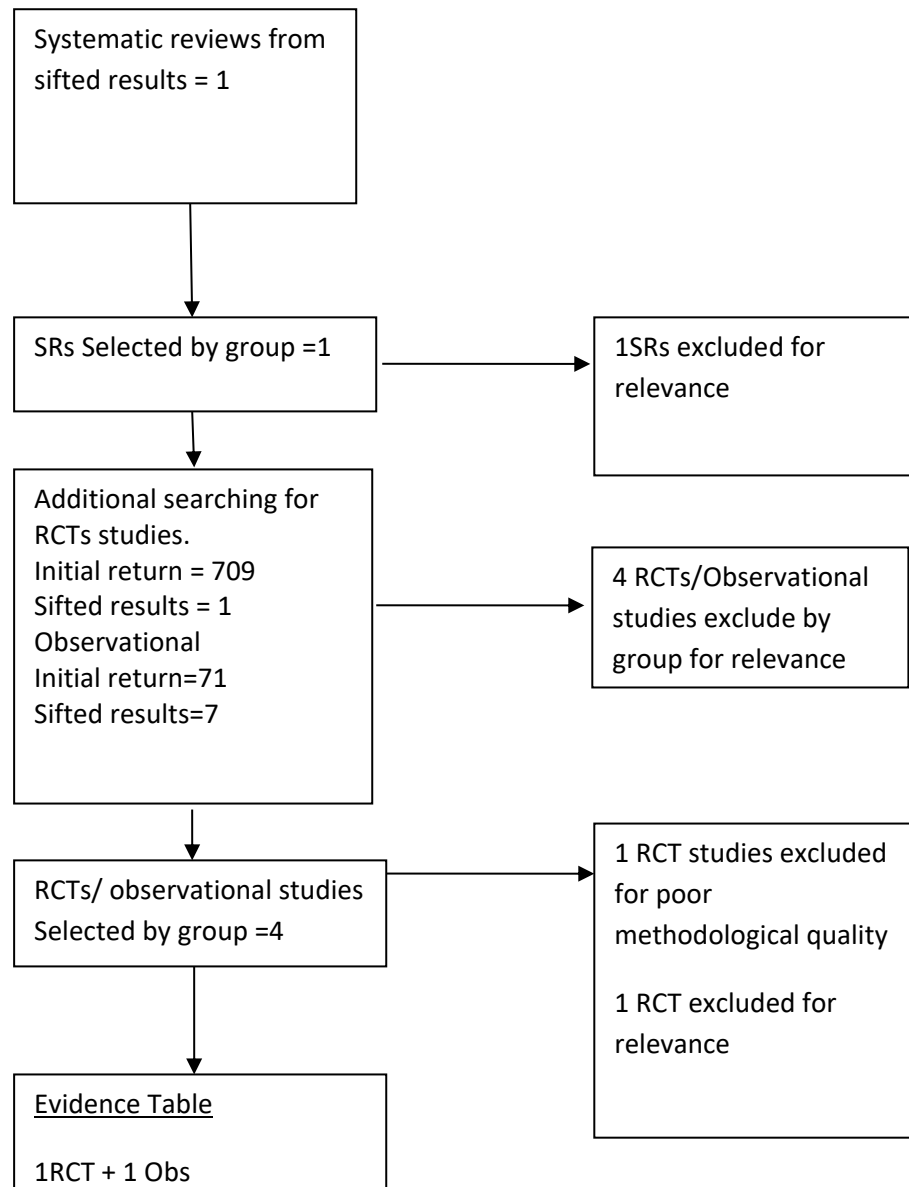 Systematic reviews from
sifted results = 1
SRs Selected by group =1
1SRs excluded for
relevance
Additional searching for
RCTs studies.
Initial return = 709
Sifted results = 1
Observational
Initial return=71
Sifted results=7
4 RCTs/Observational
studies exclude by
group for relevance
RCTs/ observational studies
Selected by group =4
1 RCT studies excluded
for poor
methodological quality
1 RCT excluded for
relevance
Evidence Table
1RCT + 1 Obs